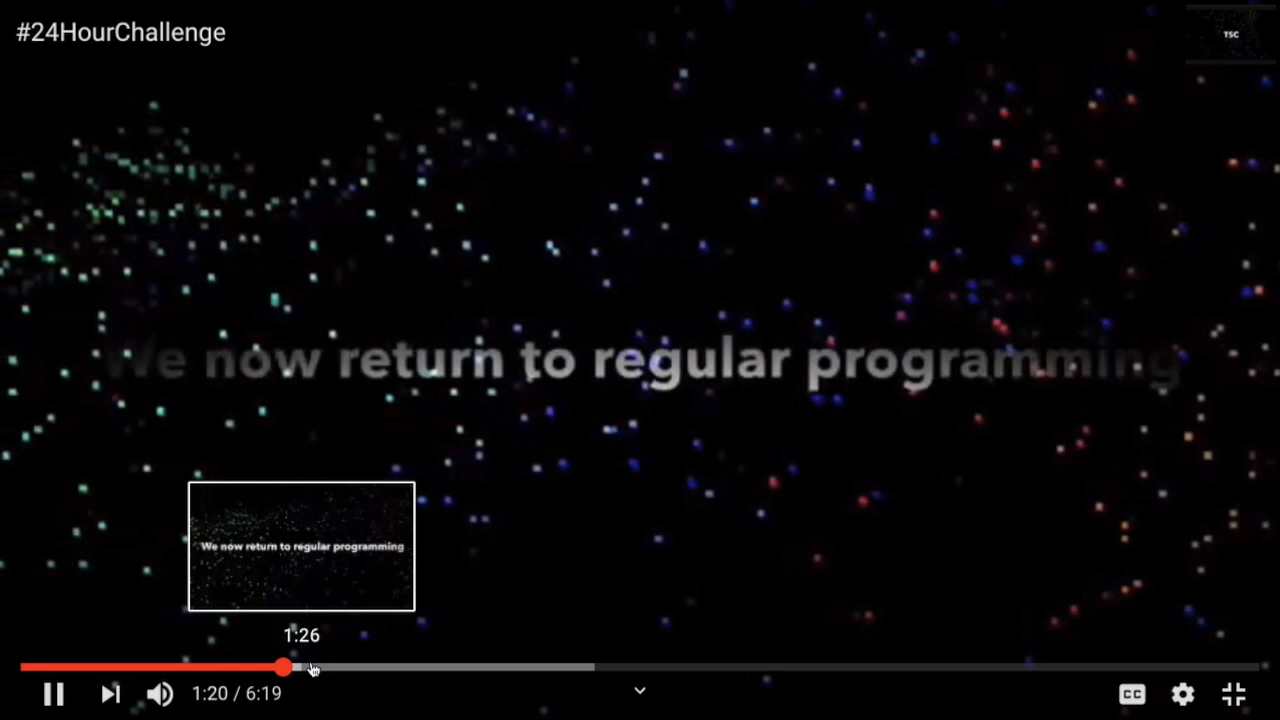 #24HourChallenge
TSC
We now return to regular programming
We now return to regular programming
1:26
1:20 / 6:19
CC